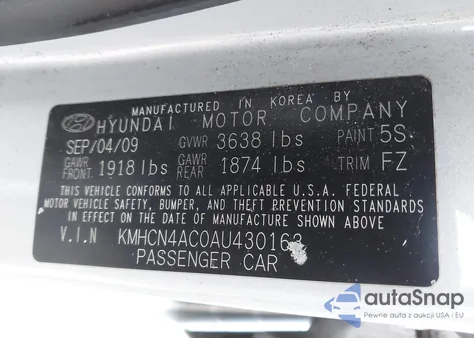 MANUFACTURED IN KOREA BY
HYUNDAI MOTOR COMPANY
SEP/04/09 GVWR 3638 lbs PAINT 5S
GAWR FRONT 1918 lbs GAWR REAR 1874 lbs TRIM FZ
THIS VEHICLE CONFORMS TO ALL APPLICABLE U.S.A. FEDERAL
MOTOR VEHICLE SAFETY, BUMPER, AND THEFT PREVENTION STANDARDS
IN EFFECT ON THE DATE OF MANUFACTURE SHOWN ABOVE
V.I.N
PASSENGER CAR
autaSnap
Pewne auta z aukcji USA i EU